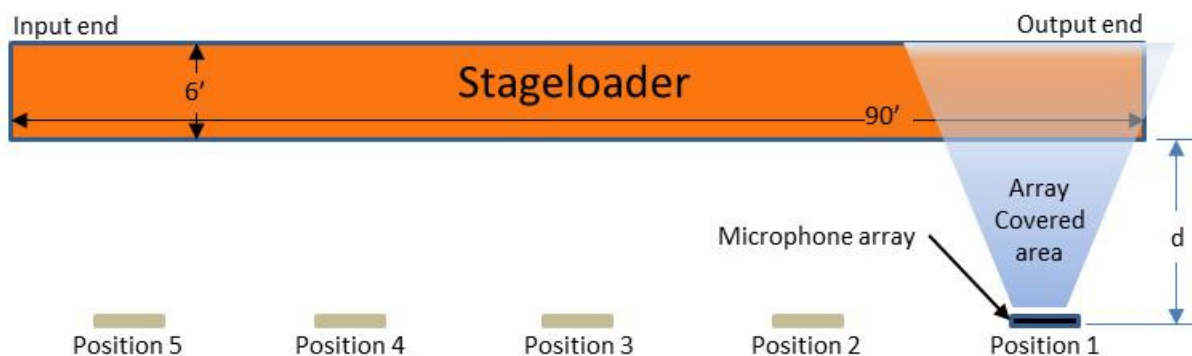 Input end
Output end
Stageloader
6’
90’
Array
Covered
area
Microphone array
d
Position 5
Position 4
Position 3
Position 2
Position 1